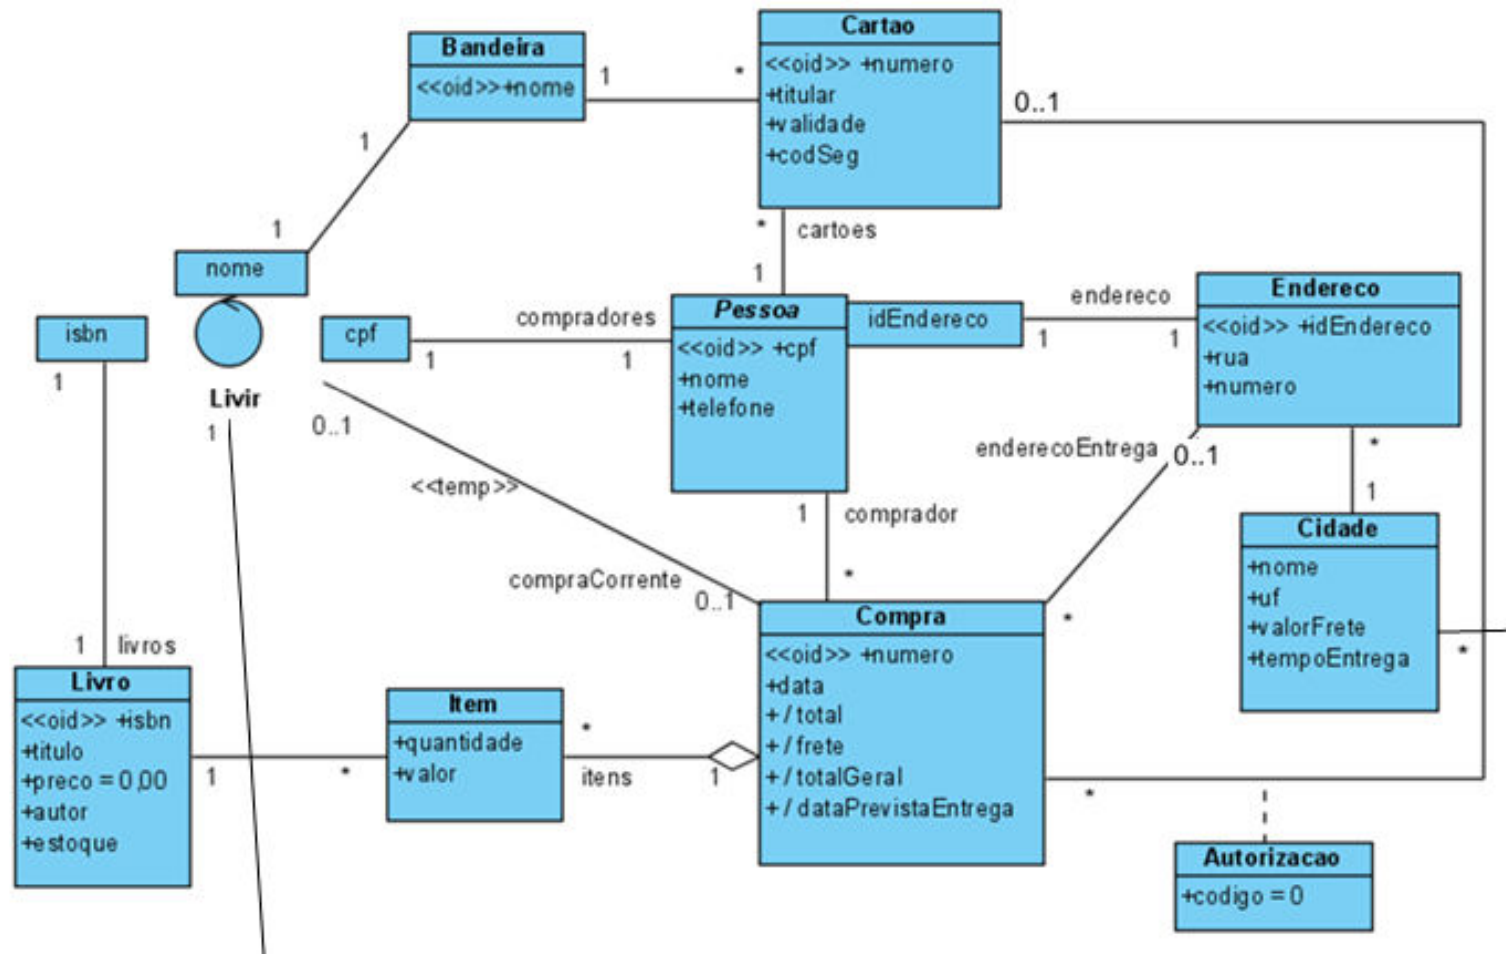 Bandeira
<<oid>>+nome
1
*
Cartao
<<oid>> +numero
+titular
+validade
+codSeg
0..1
1
1
nome
*
cartoes
1
isbn
1
cpf
1
compradores
1
Pessoa
<<oid>> +cpf
+nome
+telefone
idEndereco
1
endereco
1
Endereco
<<oid>> +idEndereco
+rua
+numero
Livir
1
0..1
<<temp>>
compraCorrente
0..1
1
comprador
*
enderecoEntrega
0..1
*
*
1
Cidade
+nome
+uf
+valorFrete
+tempoEntrega
*
1
livros
Livro
<<oid>> +isbn
+titulo
+preco = 0,00
+autor
+estoque
1
*
Item
+quantidade
+valor
*
itens
1
Compra
<<oid>> +numero
+data
+ / total
+ / frete
+ / totalGeral
+ / dataPrevistaEntrega
*
Autorizacao
+codigo = 0